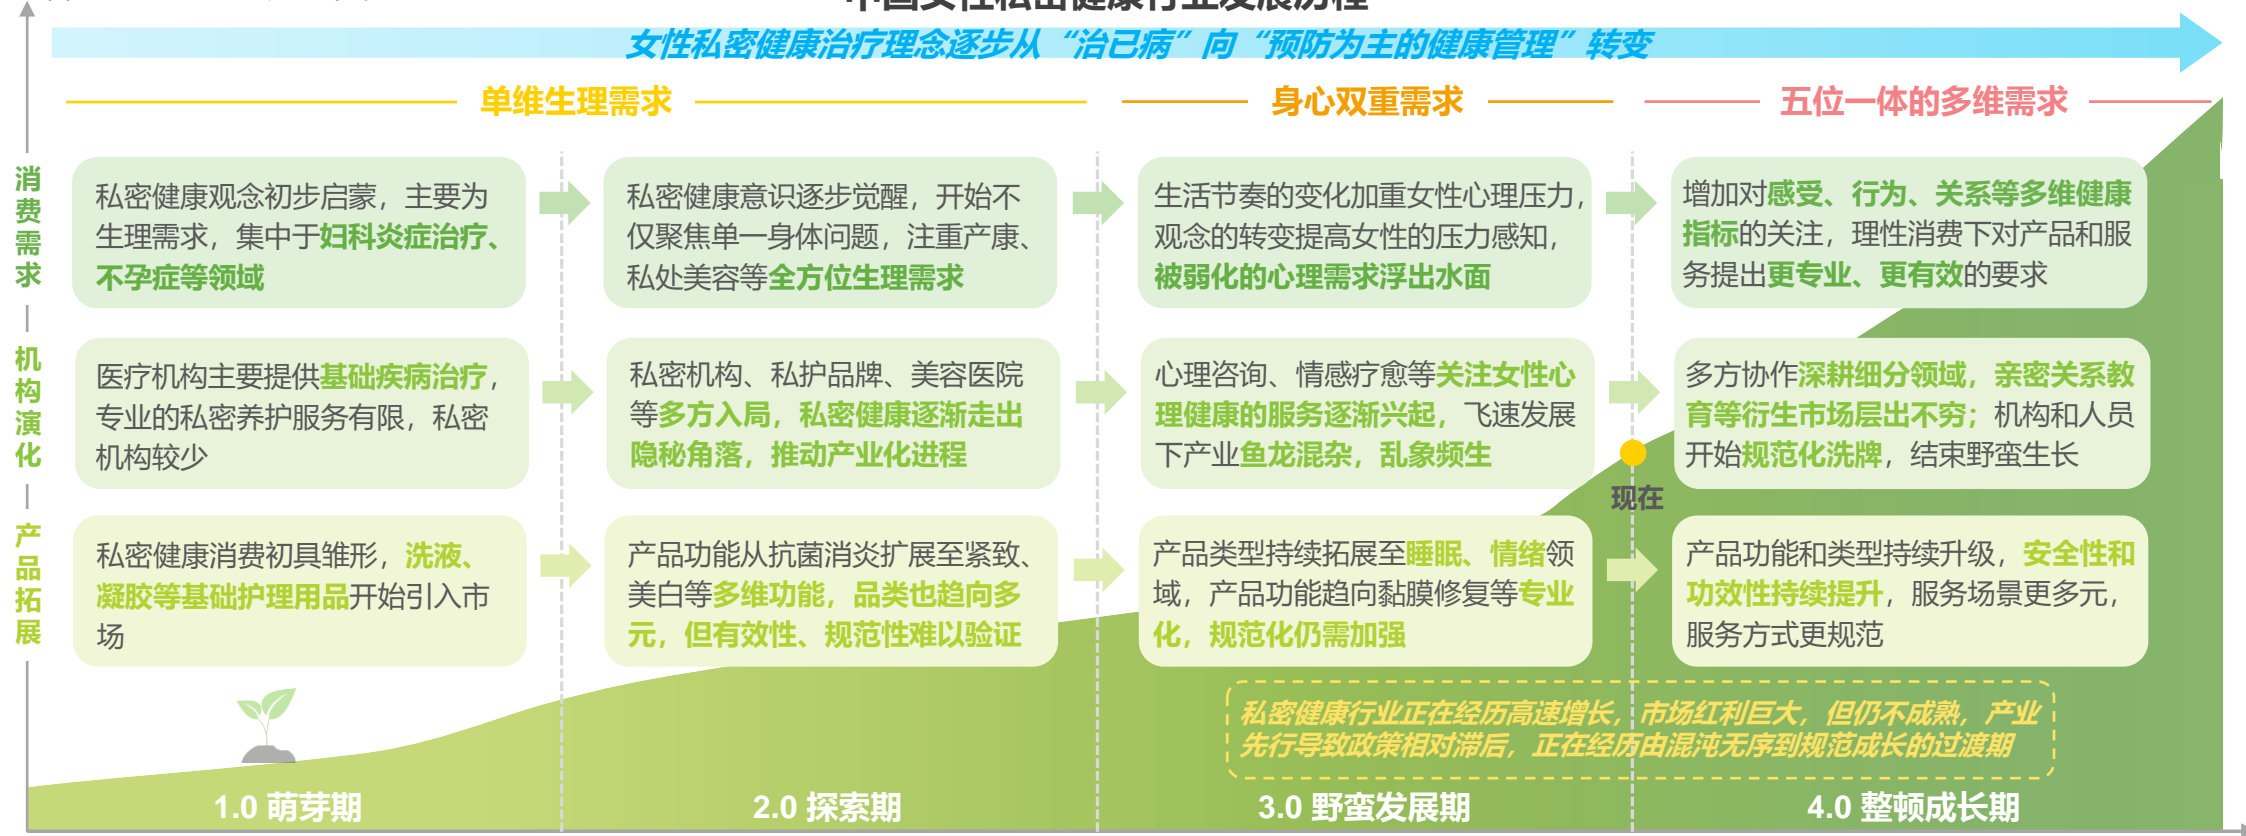 中国女性私密健康行业发展历程
女性私密健康治疗理念逐步从“治已病”向“预防为主的健康管理”转变
单维生理需求
身心双重需求
五位一体的多维需求
消费需求
私密健康观念初步启蒙，主要为
生理需求，集中于妇科炎症治疗、
不孕症等领域
私密健康意识逐步觉醒，开始不
仅聚焦单一身体问题，注重产康、
私处美容等全方位生理需求
生活节奏的变化加重女性心理压力，
观念的转变提高女性的压力感知，
被弱化的心理需求浮出水面
增加对感受、行为、关系等多维健康
指标的关注，理性消费下对产品和服
务提出更专业、更有效的要求
机构演化
医疗机构主要提供基础疾病治疗，
专业的私密养护服务有限，私密
机构较少
私密机构、私护品牌、美容医院
等多方入局，私密健康逐渐走出
隐秘角落，推动产业化进程
心理咨询、情感疗愈等关注女性心
理健康的服务逐渐兴起，飞速发展
下产业鱼龙混杂，乱象频生
多方协作深耕细分领域，亲密关系教
育等衍生市场层出不穷；机构和人员
开始规范化洗牌，结束野蛮生长
现在
产品拓展
私密健康消费初具雏形，洗液、
凝胶等基础护理用品开始引入市
场
产品功能从抗菌消炎扩展至紧致、
美白等多维功能，品类也趋向多
元，但有效性、规范性难以验证
产品类型持续拓展至睡眠、情绪领
域，产品功能趋向黏膜修复等专业
化，规范化仍需加强
产品功能和类型持续升级，安全性和
功效性持续提升，服务场景更多元，
服务方式更规范
私密健康行业正在经历高速增长，市场红利巨大，但仍不成熟，产业
先行导致政策相对滞后，正在经历由混沌无序到规范成长的过渡期
1.0 萌芽期
2.0 探索期
3.0 野蛮发展期
4.0 整顿成长期